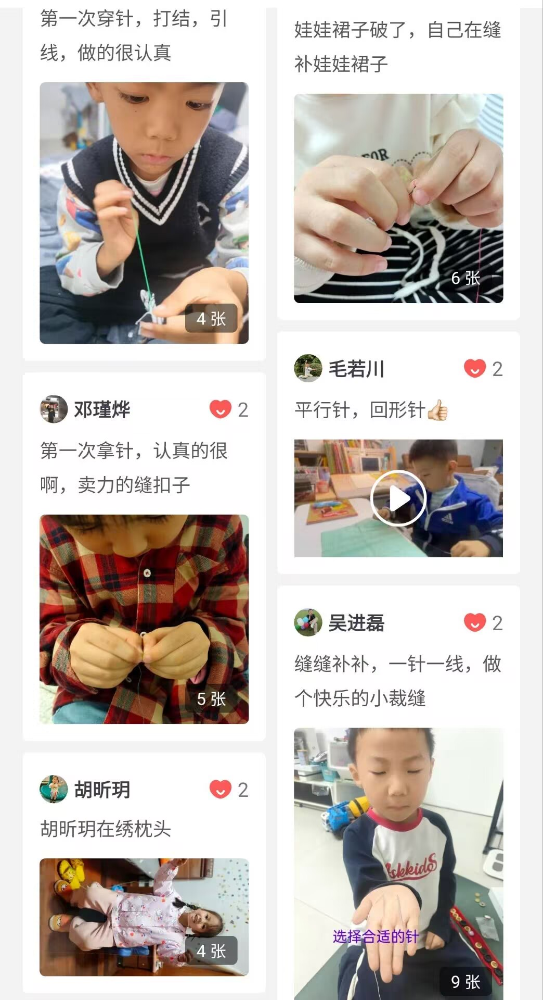 第一次穿针，打结，引
线，做的很认真
4 张
邓瑾烨
2
第一次拿针，认真的很
啊，卖力的缝扣子
5 张
胡昕玥
2
胡昕玥在绣枕头
4 张
娃娃裙子破了，自己在缝
补娃娃裙子
FOR
6 张
毛若川
2
平行针，回形针👍
吴进磊
2
缝缝补补，一针一线，做
个快乐的小裁缝
skkidS
选择合适的针
9 张